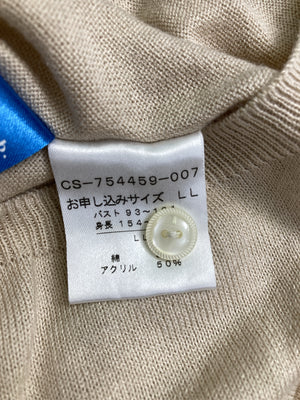 CS-754459-007
お申し込みサイズ LL
バスト 93~1
身長 154~
L
綿
アクリル 50%